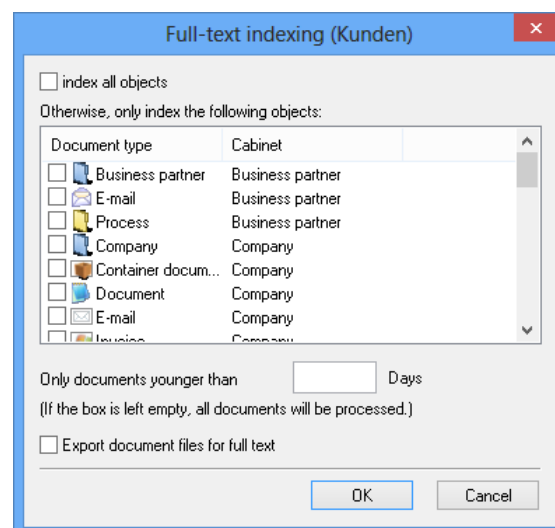 Full-text indexing (Kunden)
index all objects
Otherwise, only index the following objects:
Document type Cabinet
Business partner Business partner
E-mail Business partner
Process Business partner
Company Company
Container docum... Company
Document Company
E-mail Company
Invoice Company
Only documents younger than Days
(If the box is left empty, all documents will be processed.)
Export document files for full text
OK Cancel